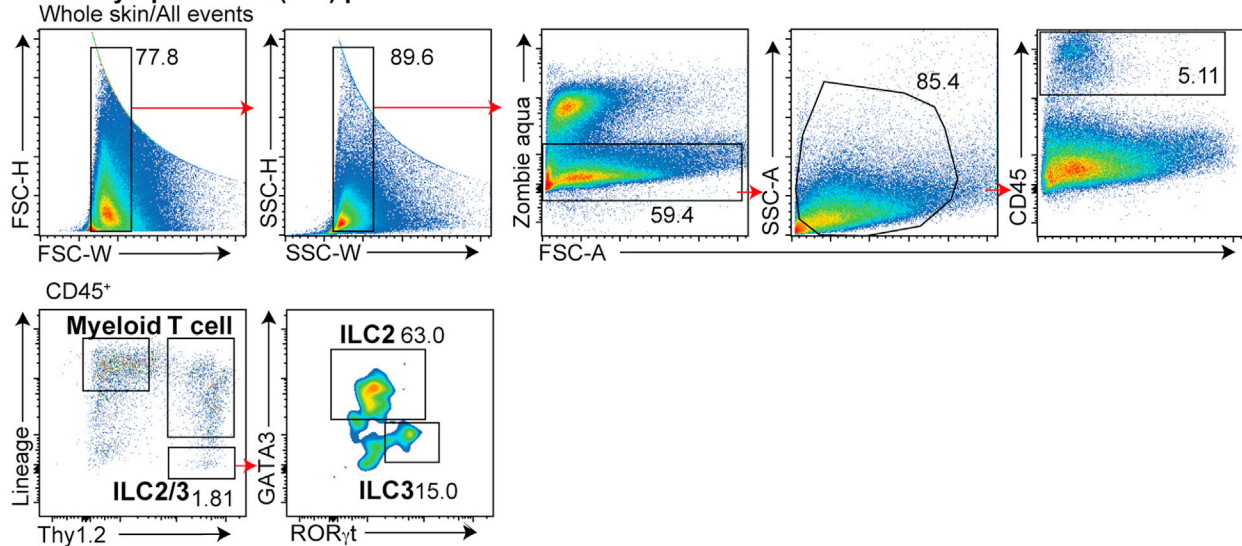 Whole skin/All events
77.8
FSC-H
FSC-W
89.6
SSC-H
SSC-W
Zombie aqua
59.4
FSC-A
85.4
SSC-A
5.11
CD45
CD45⁺
Myeloid T cell
Lineage
ILC2/3 1.81
Thy1.2
ILC2 63.0
GATA3
ILC3 15.0
RORγt